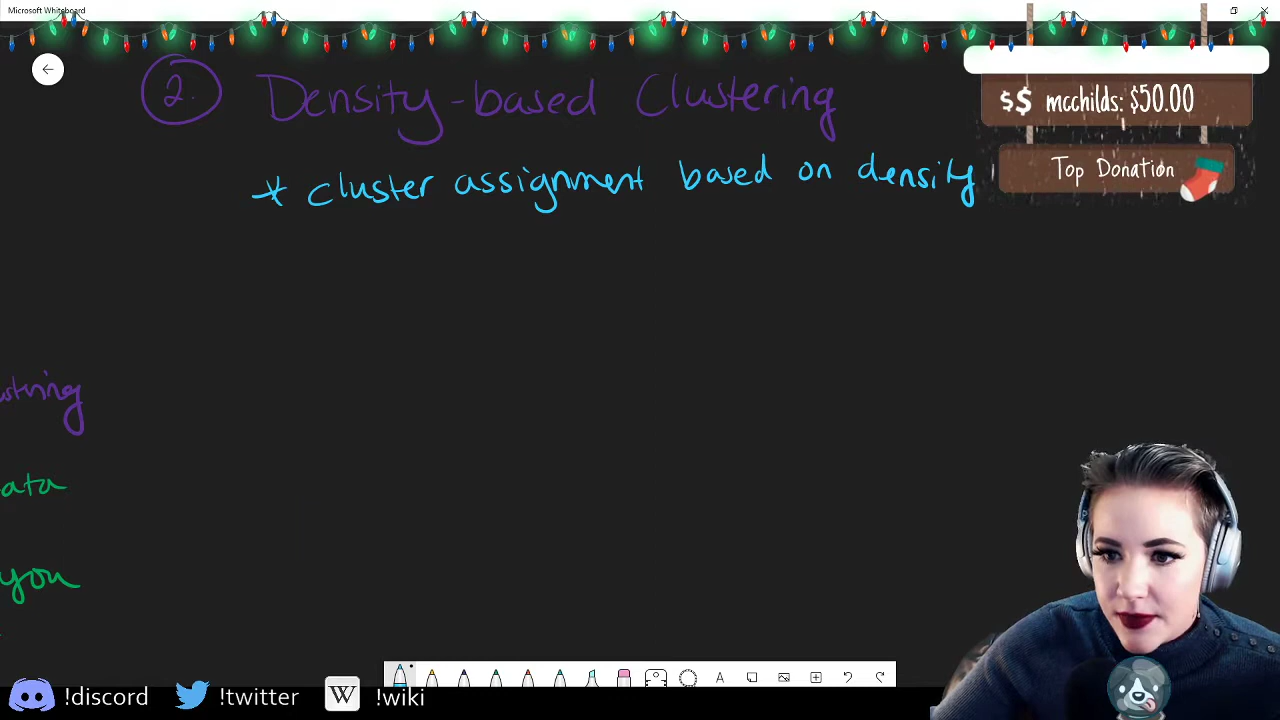 Microsoft Whiteboard
2. Density-based Clustering
* cluster assignment based on density
$$ mcchilds: $50.00
Top Donation
ata
you
!discord
!twitter
W !wiki
A